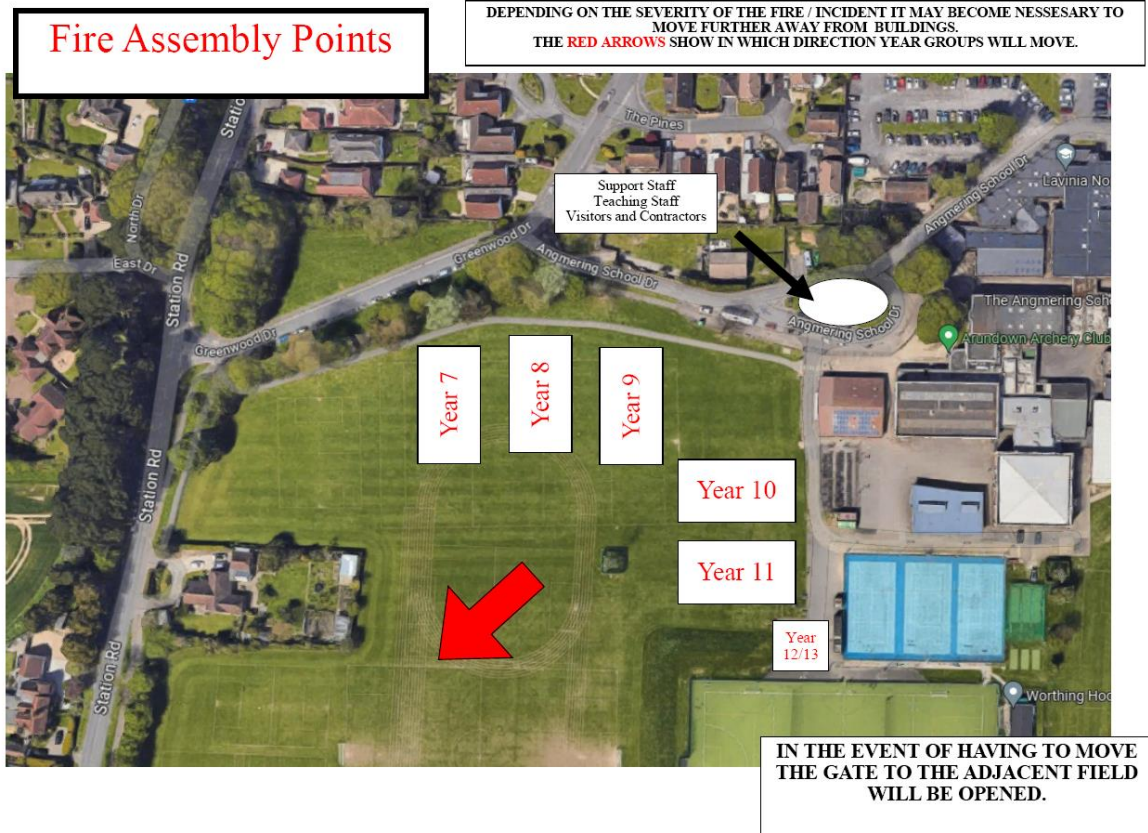 Fire Assembly Points
DEPENDING ON THE SEVERITY OF THE FIRE / INCIDENT IT MAY BECOME NESSESARY TO
MOVE FURTHER AWAY FROM BUILDINGS.
THE RED ARROWS SHOW IN WHICH DIRECTION YEAR GROUPS WILL MOVE.
Statio
The Pines
Support Staff
Teaching Staff
Visitors and Contractors
Lavinia No
North Dr
Angmering School Dr
East Dr
Station Rd
Greenwood Dr
Angmering School Dr
Greenwood Dr
Angmering School Dr
The Angmering Scho
Arundown Archery Club
Year 7
Year 8
Year 9
Station Rd
Year 10
Year 11
Year
12/13
Station Rd
Worthing Hoc
IN THE EVENT OF HAVING TO MOVE
THE GATE TO THE ADJACENT FIELD
WILL BE OPENED.